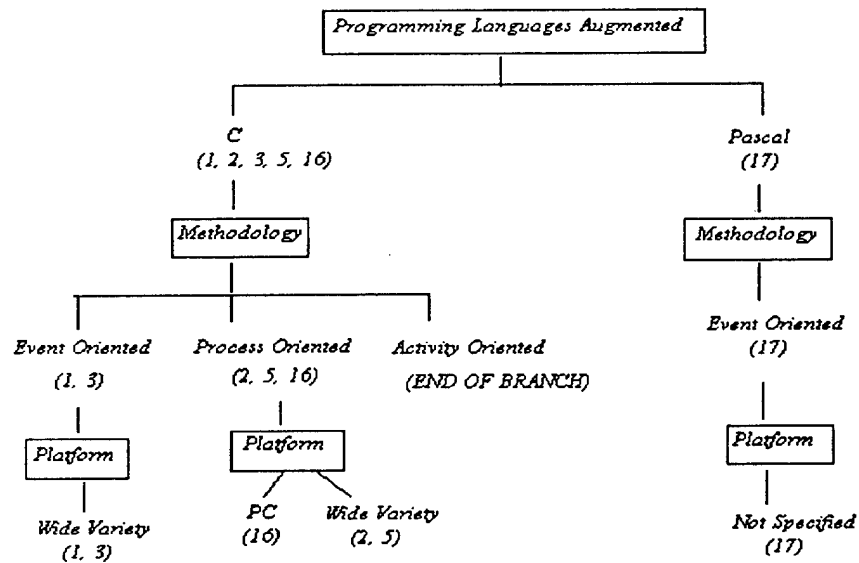 Programming Languages Augmented
C
(1, 2, 3, 5, 16)
Pascal
(17)
Methodology
Methodology
Event Oriented
(1, 3)
Process Oriented
(2, 5, 16)
Activity Oriented
(END OF BRANCH)
Event Oriented
(17)
Platform
Platform
Platform
Wide Variety
(1, 3)
PC
(16)
Wide Variety
(2, 5)
Not Specified
(17)